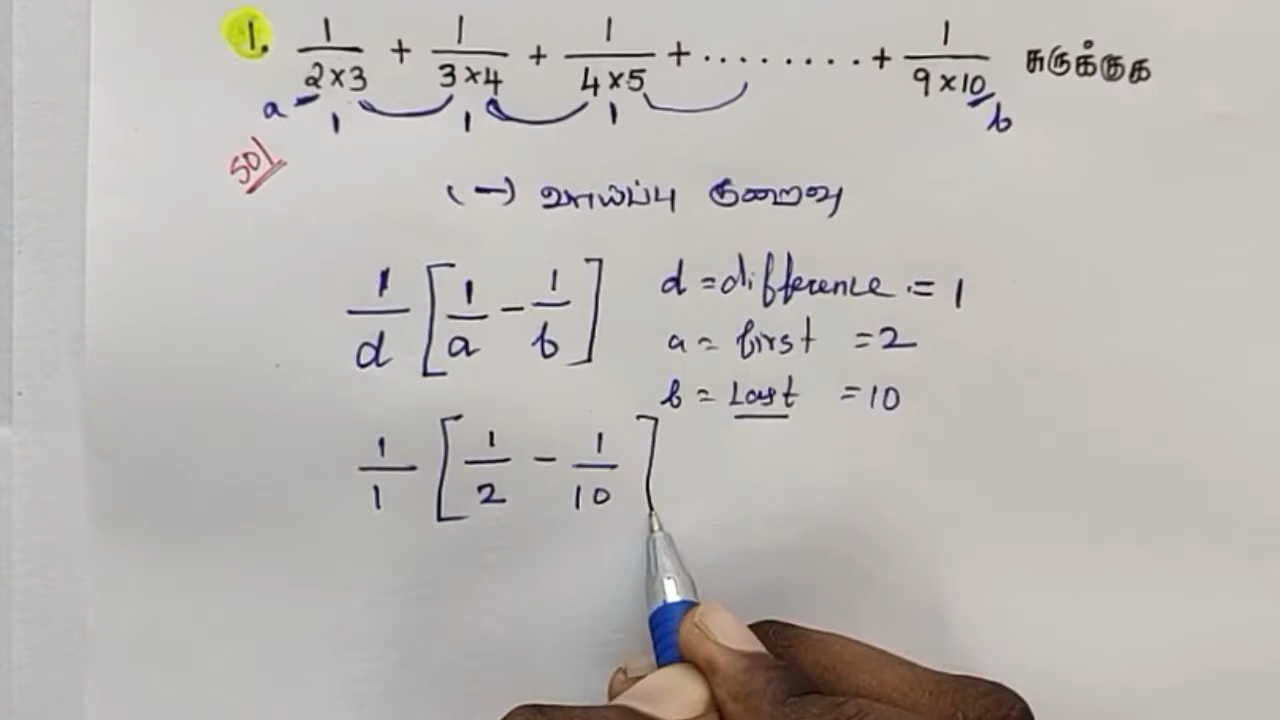 1. 1/2×3 + 1/3×4 + 1/4×5 + ........ + 1/9×10 சுருக்குக
a 1 1 1 b
Sol
(-) வாய்ப்பு குறைவு
1/d [1/a - 1/b] d = difference = 1
a = first = 2
b = Last = 10
1/1 [1/2 - 1/10]